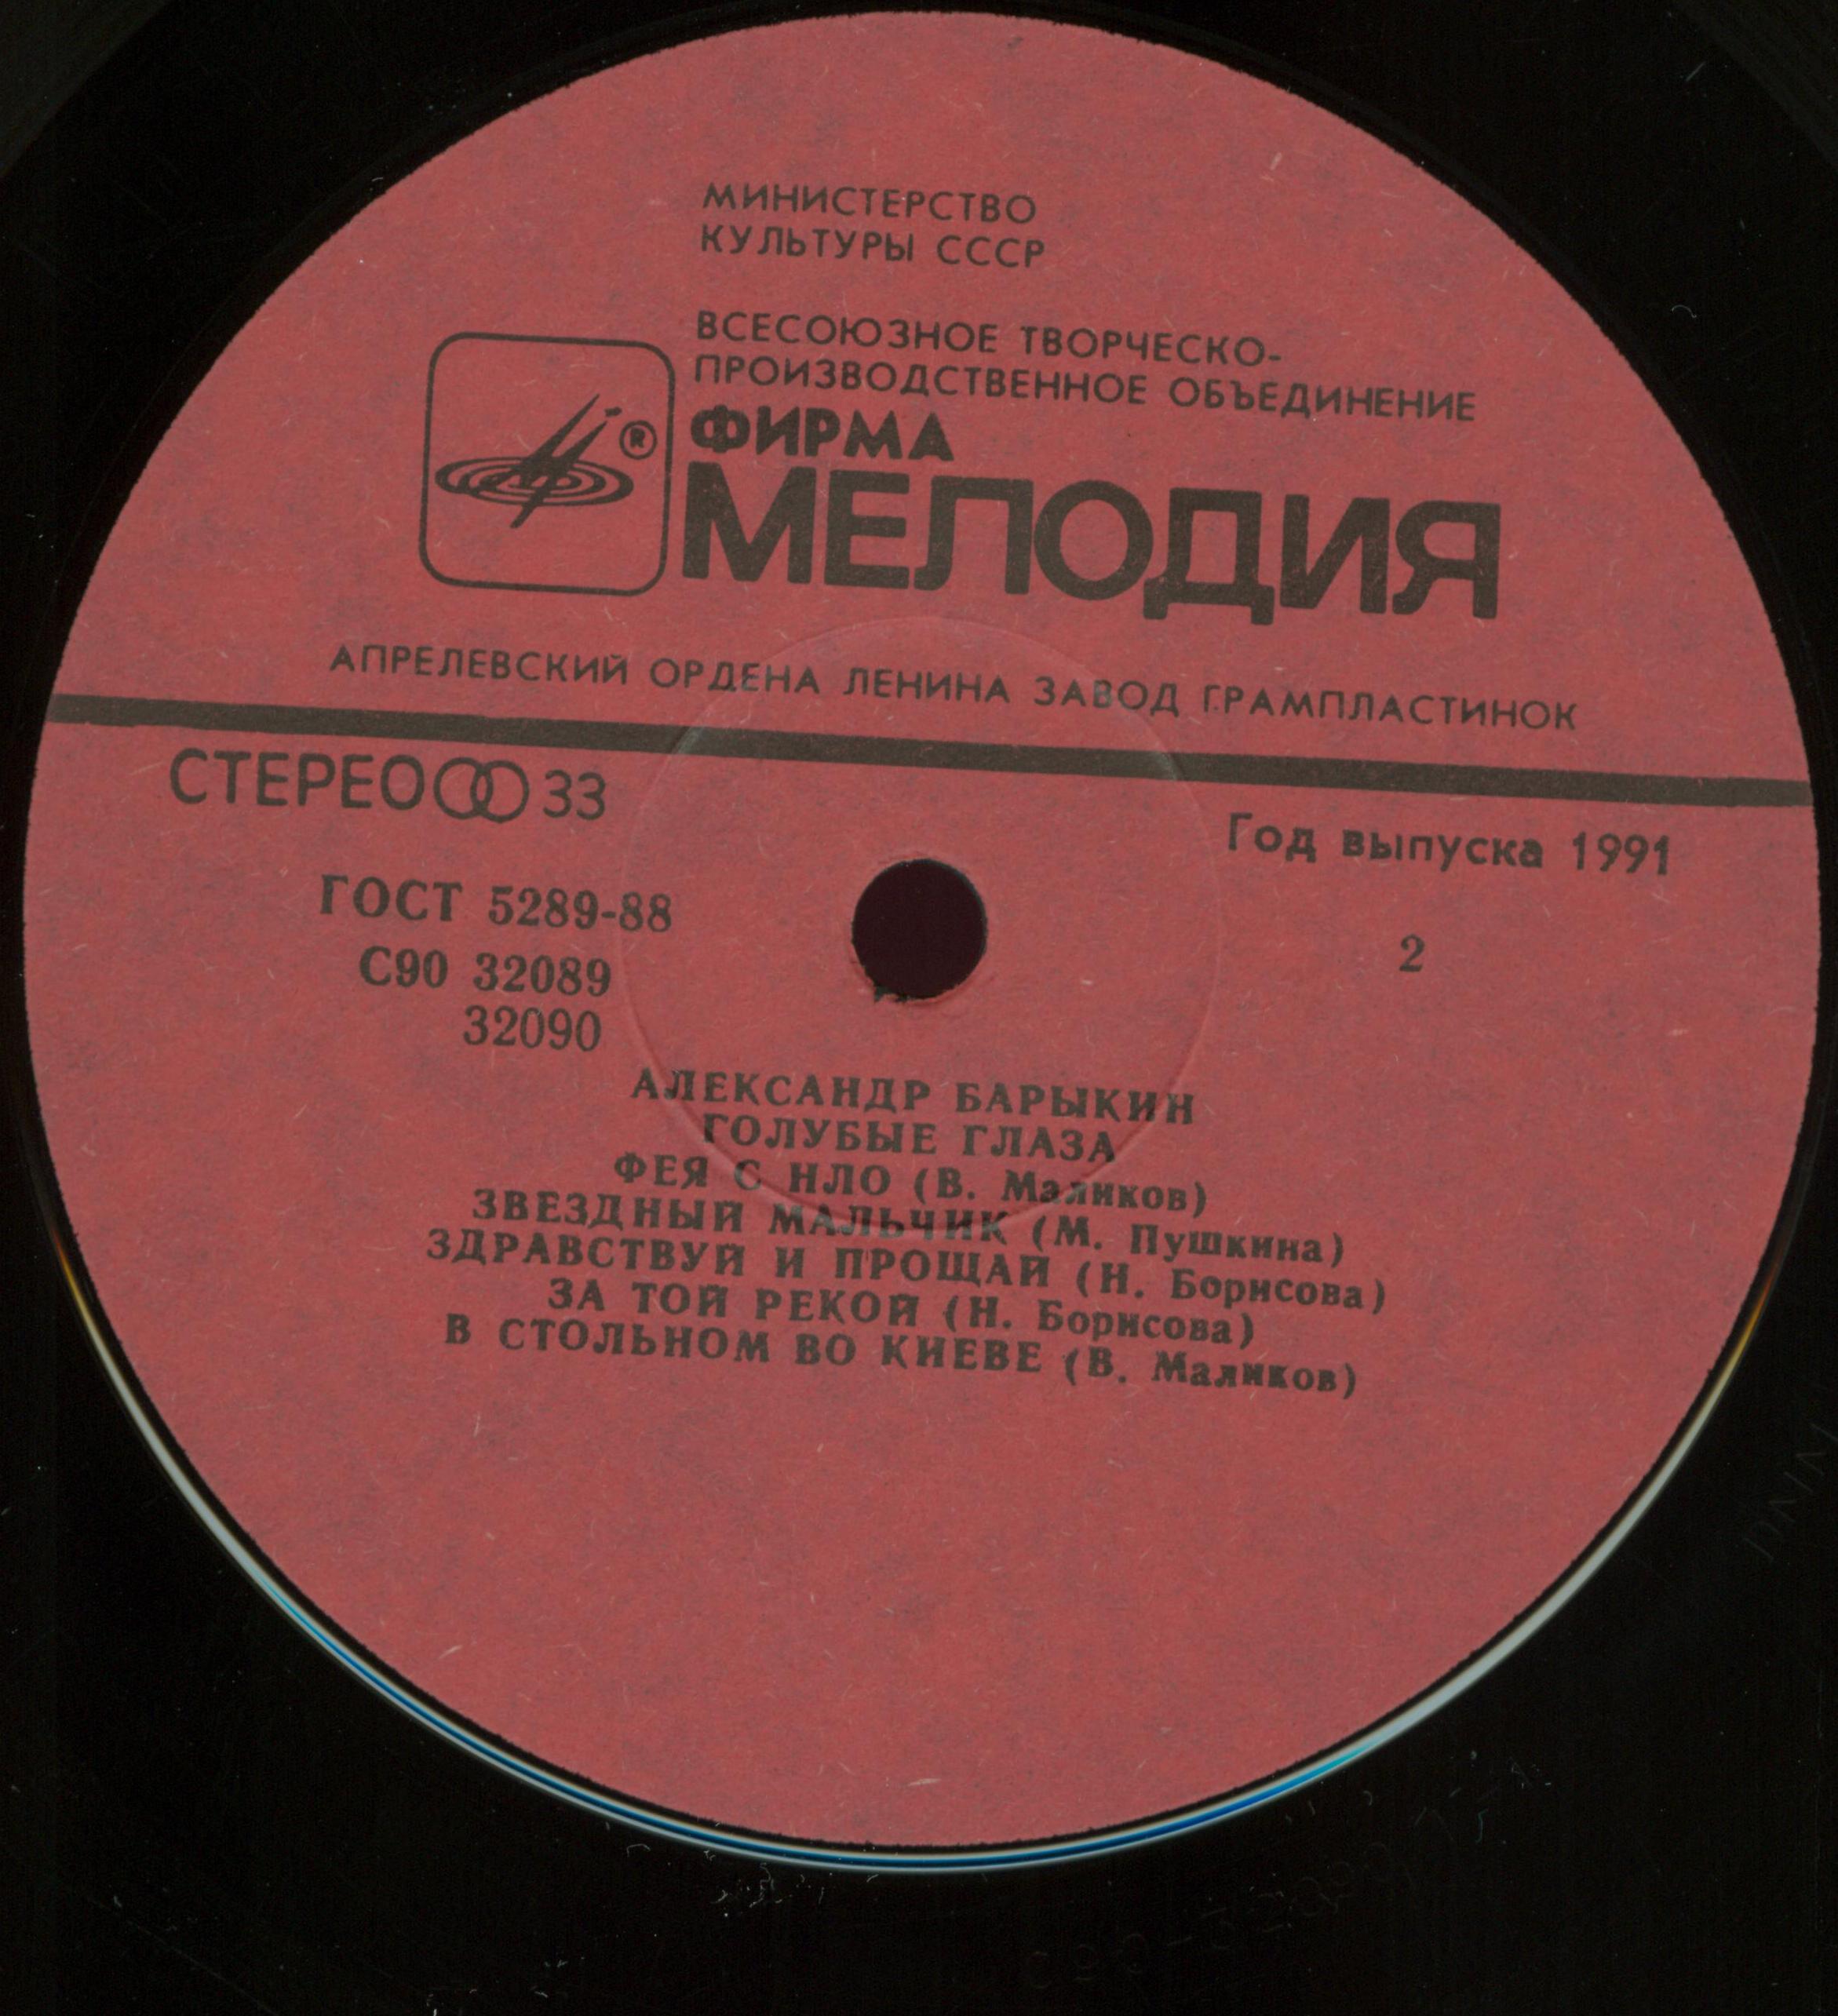 МИНИСТЕРСТВО
КУЛЬТУРЫ СССР
ВСЕСОЮЗНОЕ ТВОРЧЕСКО-
ПРОИЗВОДСТВЕННОЕ ОБЪЕДИНЕНИЕ
®
ФИРМА
МЕЛОДИЯ
АПРЕЛЕВСКИЙ ОРДЕНА ЛЕНИНА ЗАВОД ГРАМПЛАСТИНОК
СТЕРЕО 33
Год выпуска 1991
ГОСТ 5289-88
2
С90 32089
32090
АЛЕКСАНДР БАРЫКИН
ГОЛУБЫЕ ГЛАЗА
ФЕЯ С НЛО (В. Маликов)
ЗВЕЗДНЫЙ МАЛЬЧИК (М. Пушкина)
ЗДРАВСТВУЙ И ПРОЩАЙ (Н. Борисова)
ЗА ТОЙ РЕКОЙ (Н. Борисова)
В СТОЛЬНОМ ВО КИЕВЕ (В. Маликов)